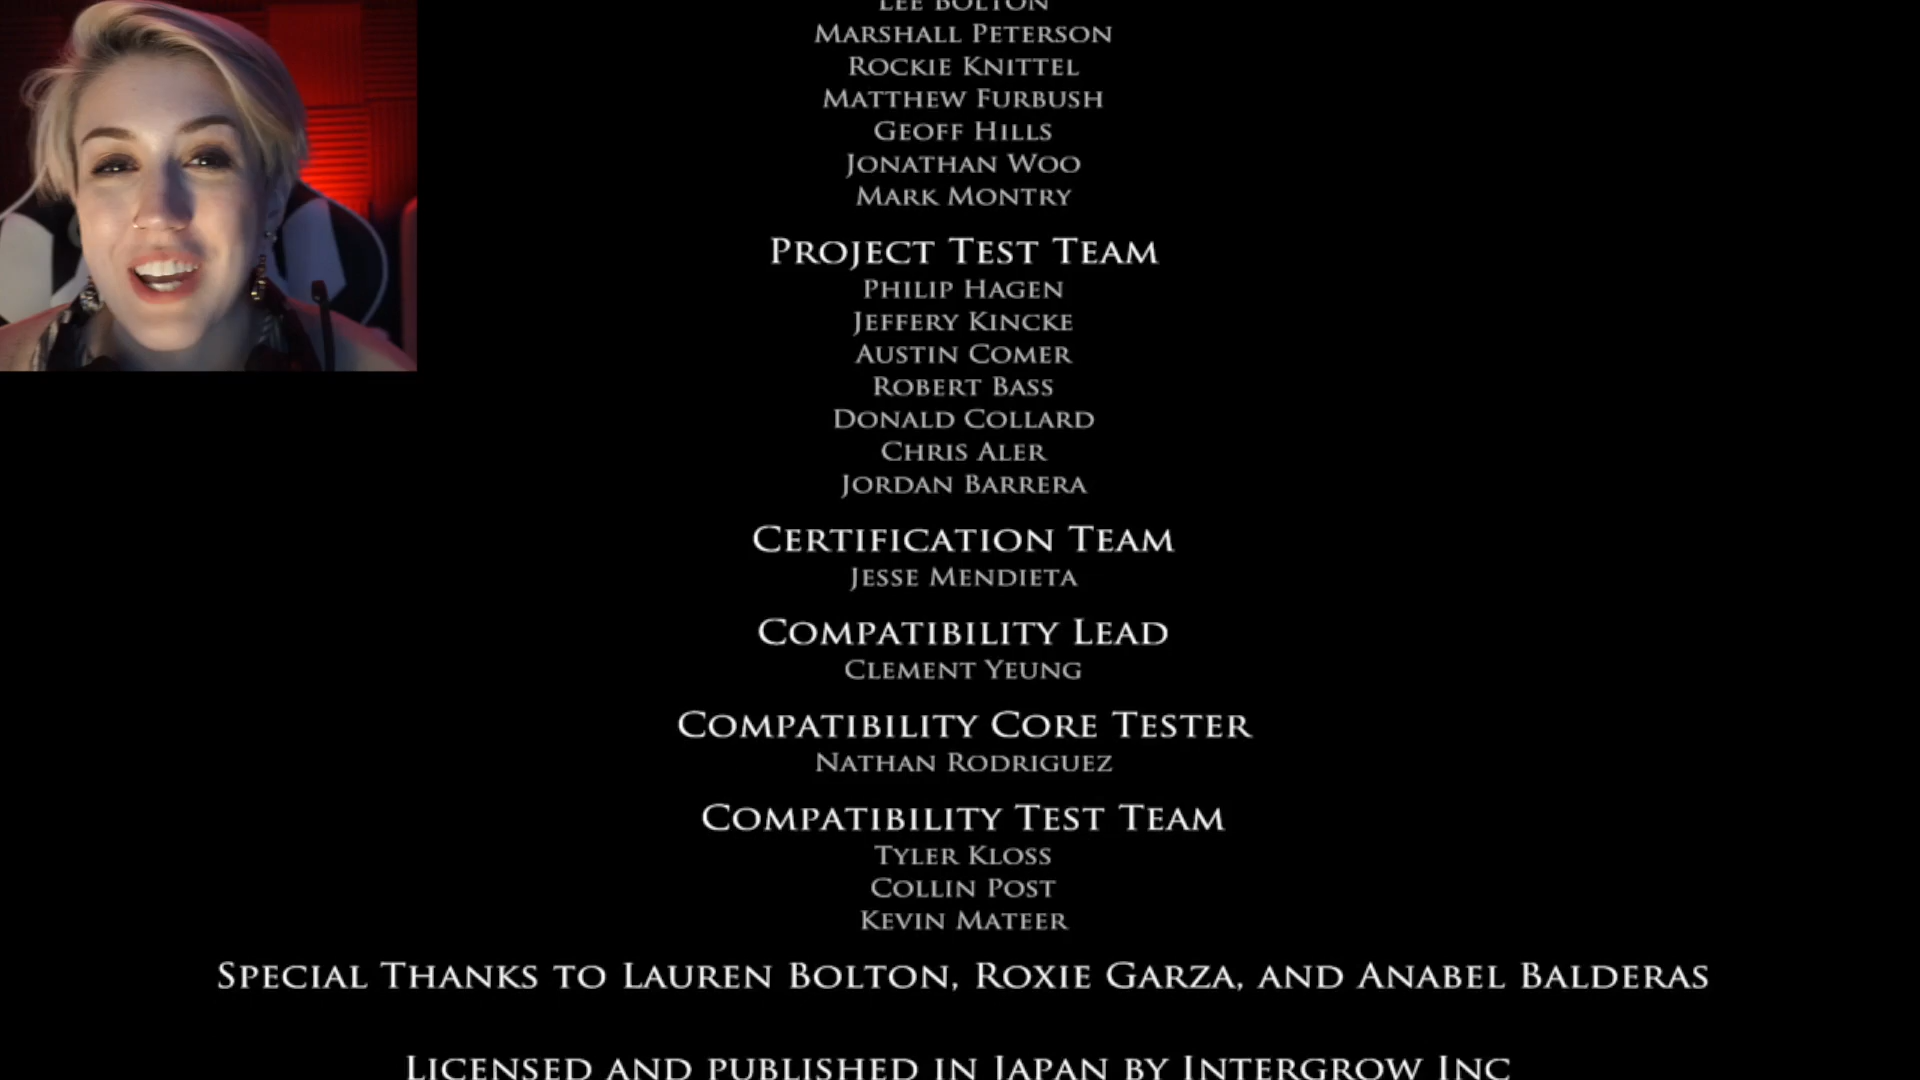 LEE BOLTON
MARSHALL PETERSON
ROCKIE KNITTEL
MATTHEW FURBUSH
GEOFF HILLS
JONATHAN WOO
MARK MONTRY
PROJECT TEST TEAM
PHILIP HAGEN
JEFFERY KINCKE
AUSTIN COMER
ROBERT BASS
DONALD COLLARD
CHRIS ALER
JORDAN BARRERA
CERTIFICATION TEAM
JESSE MENDIETA
COMPATIBILITY LEAD
CLEMENT YEUNG
COMPATIBILITY CORE TESTER
NATHAN RODRIGUEZ
COMPATIBILITY TEST TEAM
TYLER KLOSS
COLLIN POST
KEVIN MATEER
SPECIAL THANKS TO LAUREN BOLTON, ROXIE GARZA, AND ANABEL BALDERAS
LICENSED AND PUBLISHED IN JAPAN BY INTERGROW INC